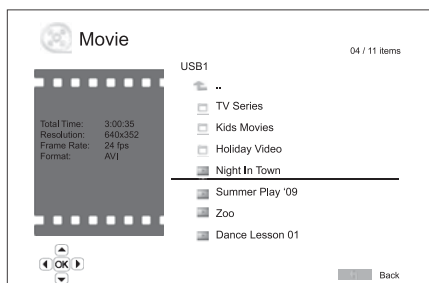 Movie
04 / 11 items
USB1
..
TV Series
Kids Movies
Holiday Video
Night In Town
Summer Play '09
Zoo
Dance Lesson 01
Total Time: 3:00:35
Resolution: 640x352
Frame Rate: 24 fps
Format: AVI
OK
Back